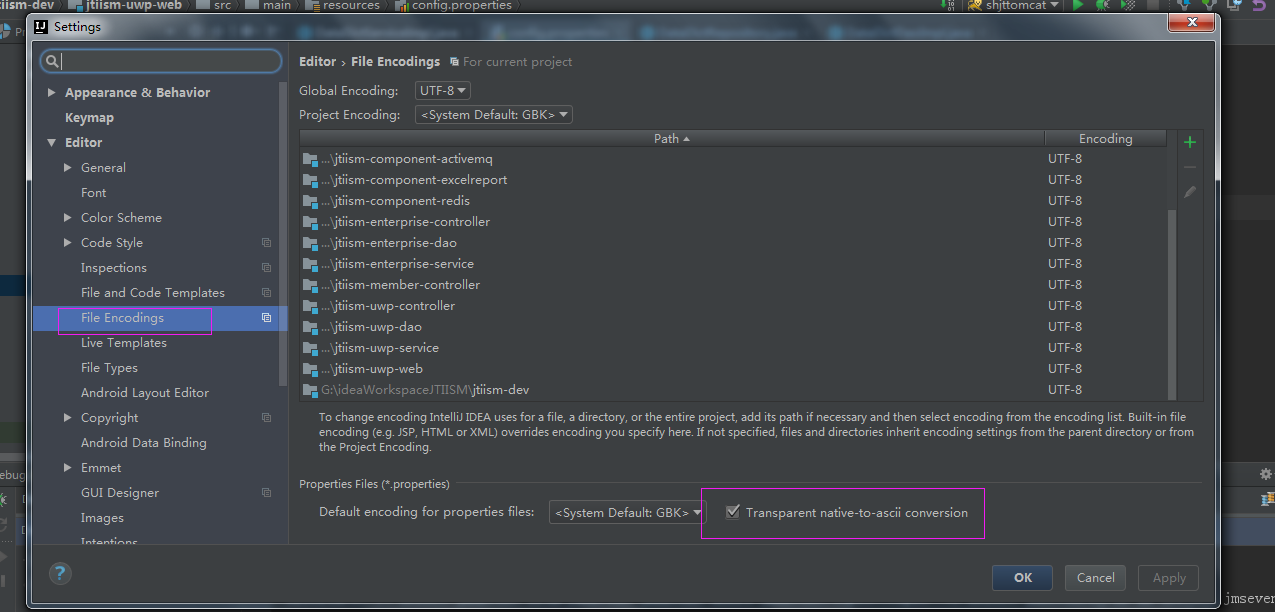 tiism-dev jtiism-uwp-web src main resources config.properties shjttomcat
Settings
Editor › File Encodings For current project
Global Encoding: UTF-8
Project Encoding: <System Default: GBK>
Path Encoding
...\jtiism-component-activemq UTF-8
...\jtiism-component-excelreport UTF-8
...\jtiism-component-redis UTF-8
...\jtiism-enterprise-controller UTF-8
...\jtiism-enterprise-dao UTF-8
...\jtiism-enterprise-service UTF-8
...\jtiism-member-controller UTF-8
...\jtiism-uwp-controller UTF-8
...\jtiism-uwp-dao UTF-8
...\jtiism-uwp-service UTF-8
...\jtiism-uwp-web UTF-8
G:\ideaWorkspaceJTIISM\jtiism-dev UTF-8
To change encoding IntelliJ IDEA uses for a file, a directory, or the entire project, add its path if necessary and then select encoding from the encoding list. Built-in file
encoding (e.g. JSP, HTML or XML) overrides encoding you specify here. If not specified, files and directories inherit encoding settings from the parent directory or from
the Project Encoding.
Properties Files (*.properties)
Default encoding for properties files: <System Default: GBK> Transparent native-to-ascii conversion
Appearance & Behavior
Keymap
Editor
General
Font
Color Scheme
Code Style
Inspections
File and Code Templates
File Encodings
Live Templates
File Types
Android Layout Editor
Copyright
Android Data Binding
Emmet
GUI Designer
Images
Intentions
?
OK Cancel Apply
ebug
jmsever